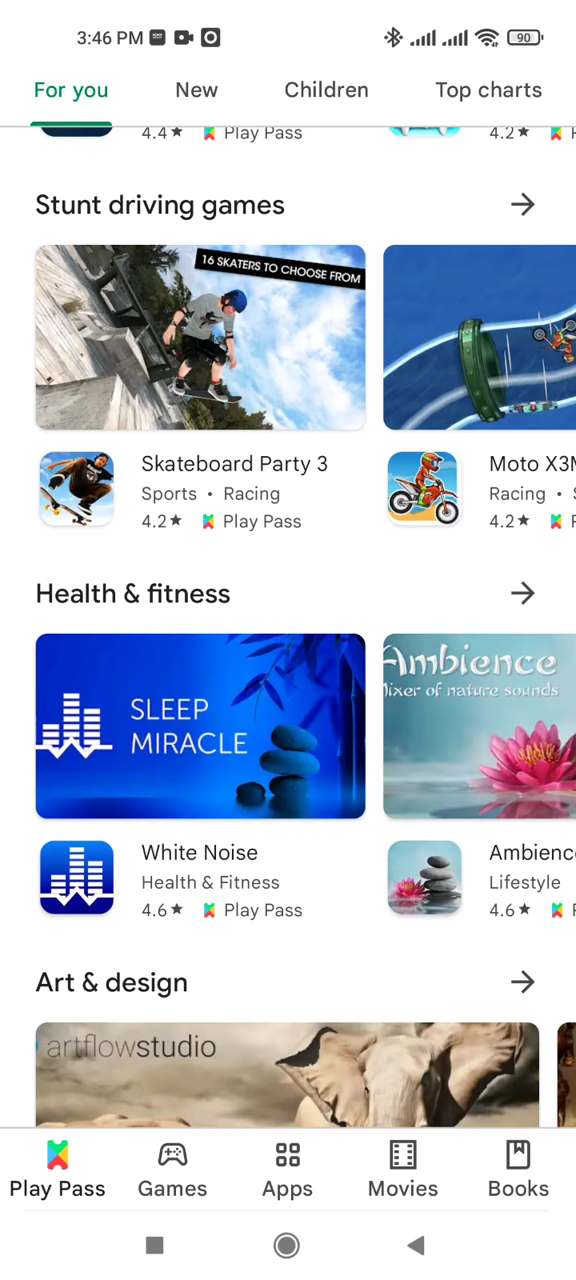 3:46 PM
90
For you
New
Children
Top charts
4.4★ Play Pass
4.2★
Stunt driving games
16 SKATERS TO CHOOSE FROM
Skateboard Party 3
Sports • Racing
4.2★ Play Pass
Moto X3M
Racing •
4.2★
Health & fitness
SLEEP
MIRACLE
Ambience
Mixer of nature sounds
White Noise
Health & Fitness
4.6★ Play Pass
Ambienc
Lifestyle
4.6★
Art & design
artflowstudio
Play Pass
Games
Apps
Movies
Books